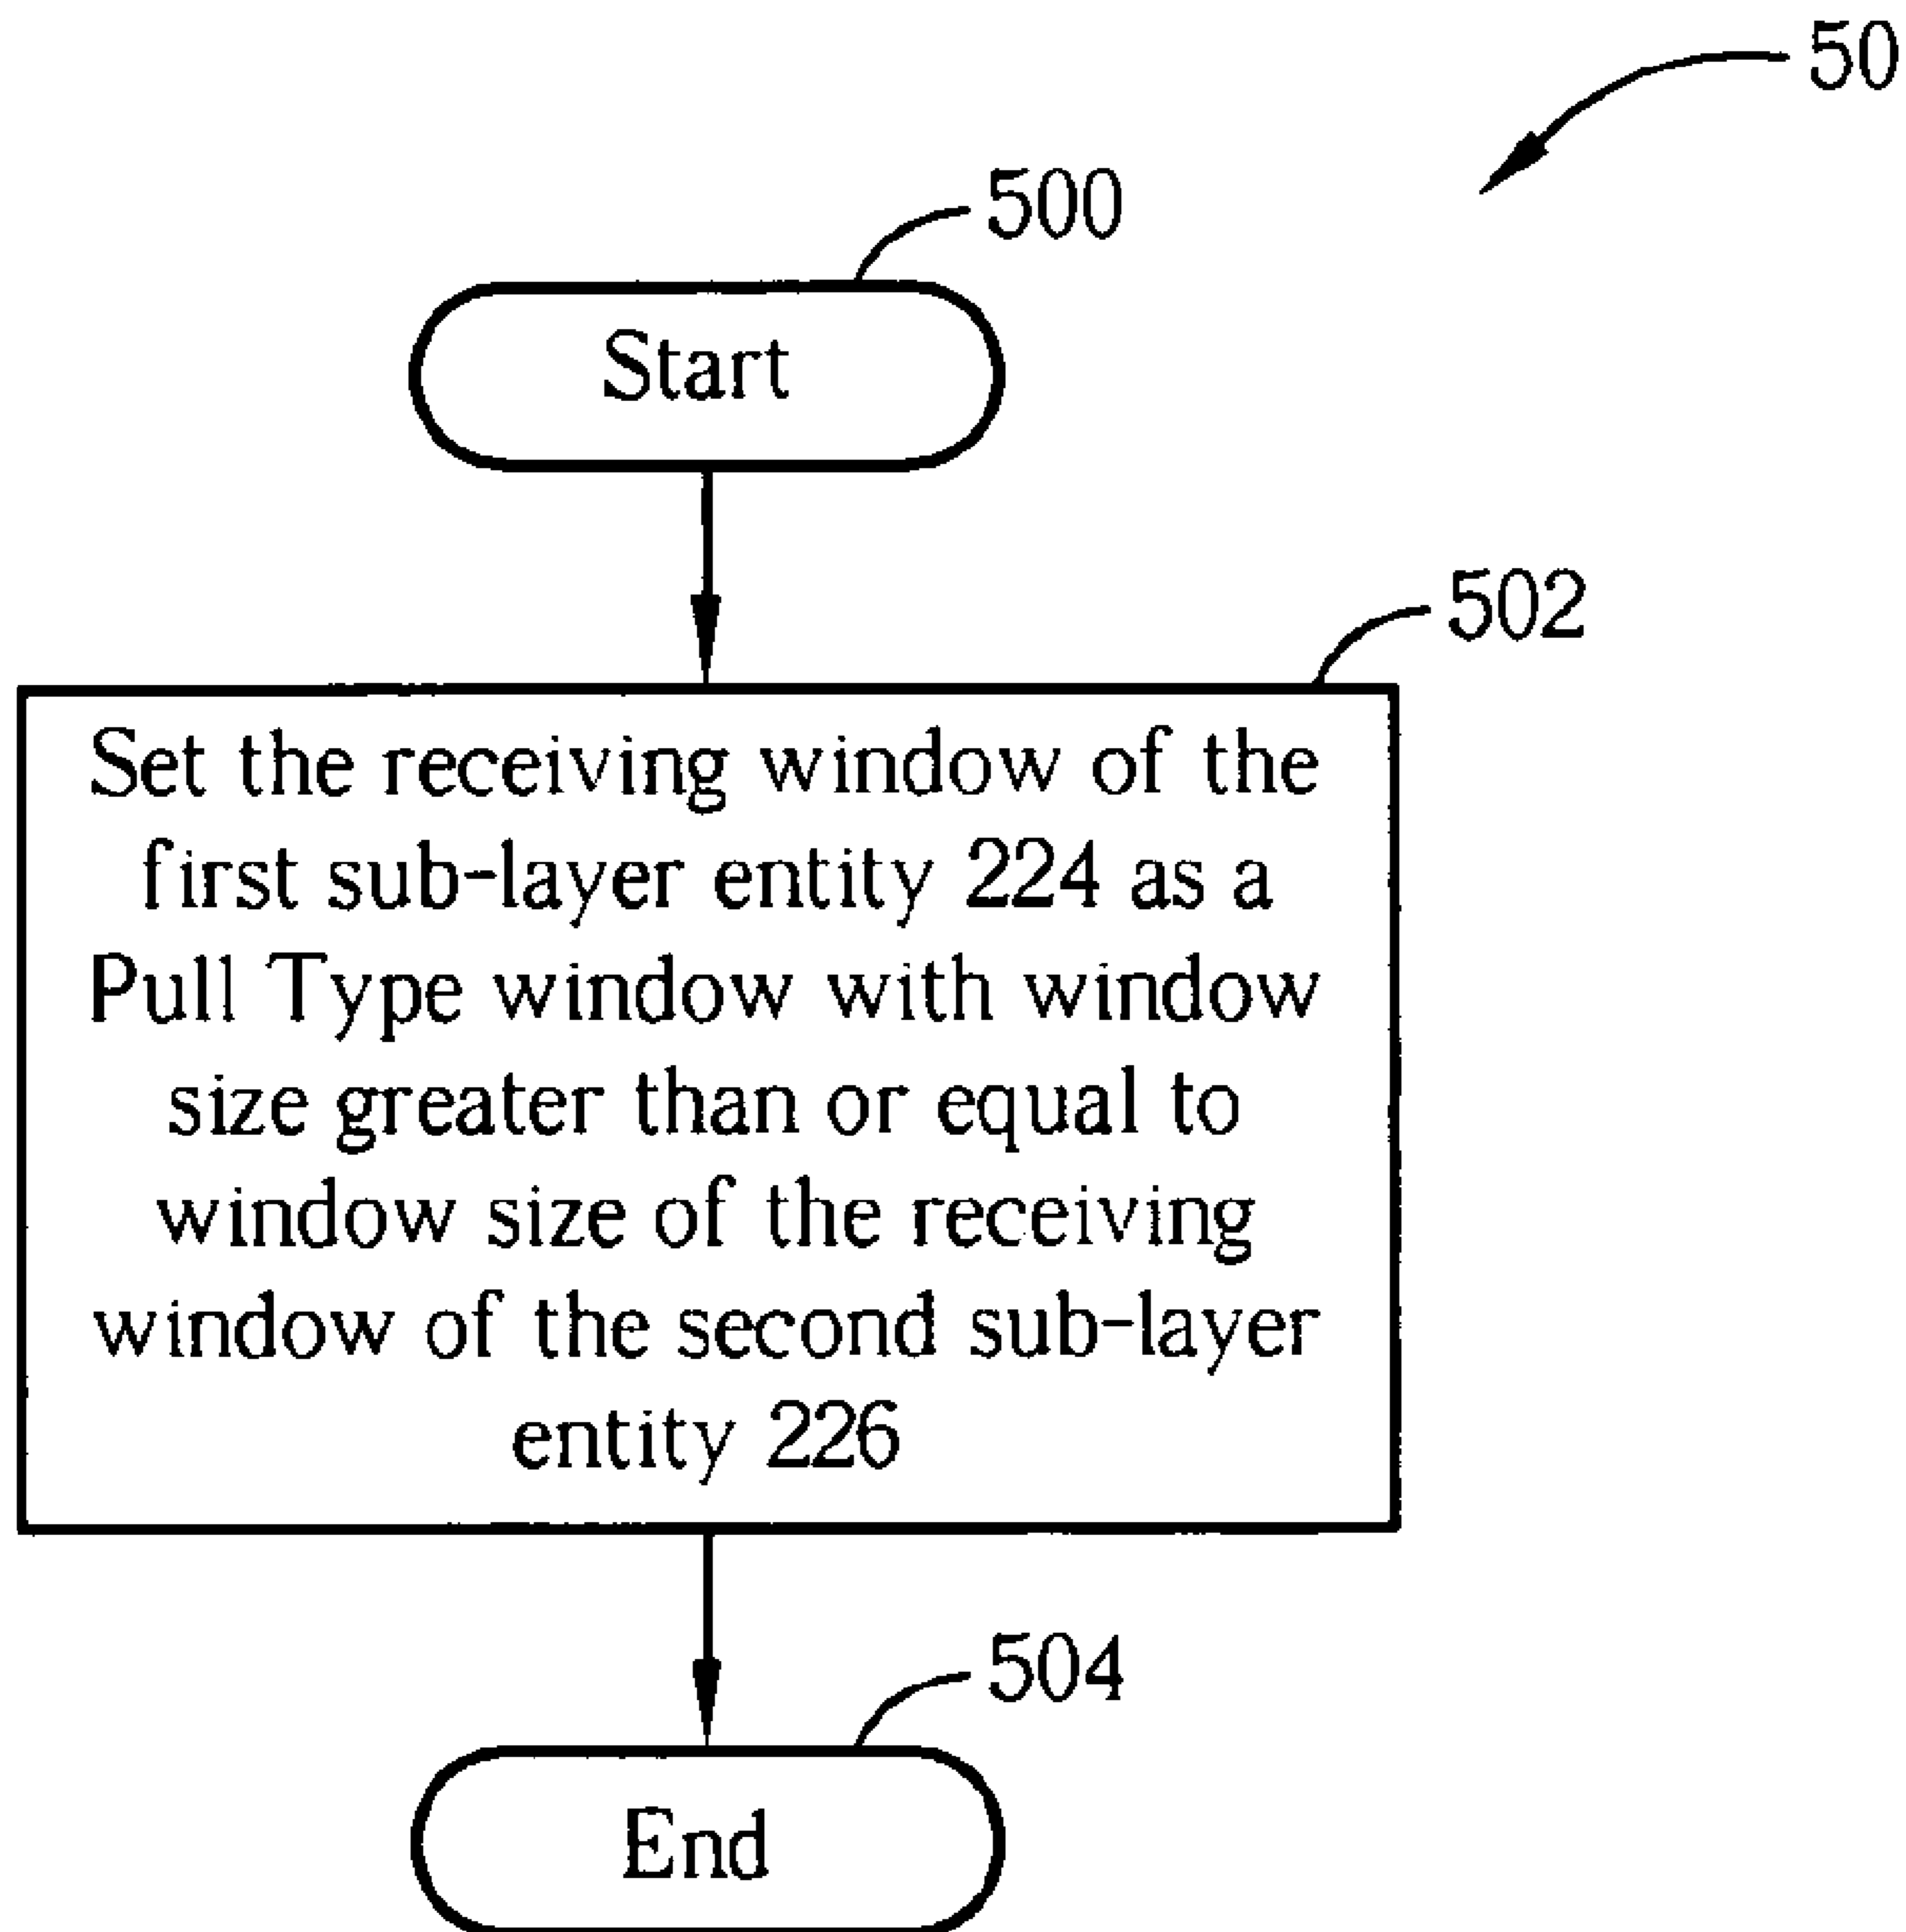 50
500
Start
502
Set the receiving window of the
first sub-layer entity 224 as a
Pull Type window with window
size greater than or equal to
window size of the receiving
window of the second sub-layer
entity 226
504
End